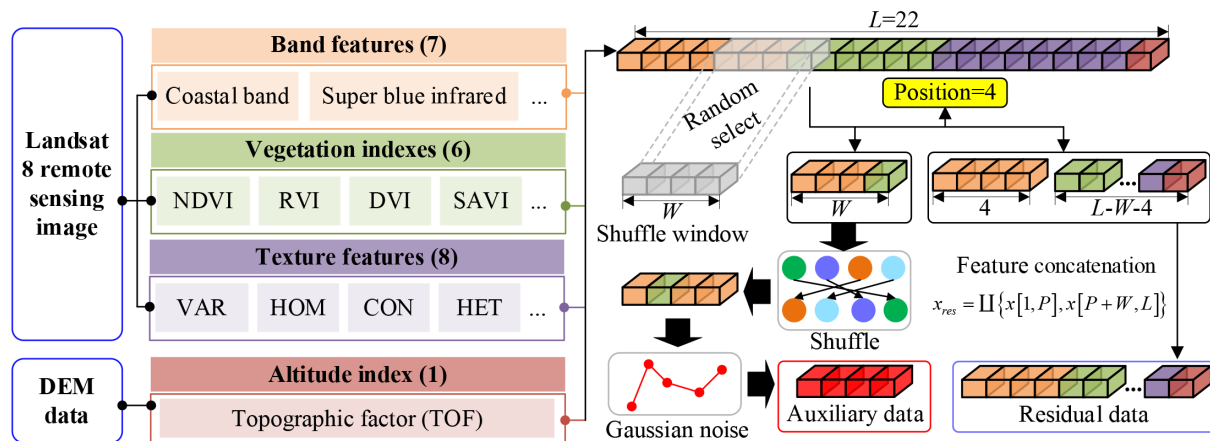 Landsat
8 remote
sensing
image
DEM
data
Band features (7)
Coastal band
Super blue infrared
...
Vegetation indexes (6)
NDVI
RVI
DVI
SAVI
...
Texture features (8)
VAR
HOM
CON
HET
...
Altitude index (1)
Topographic factor (TOF)
L=22
Random
select
Position=4
W
Shuffle window
W
4
...
L-W-4
Shuffle
Feature concatenation
x_res = ∐{x[1,P],x[P+W,L]}
Gaussian noise
Auxiliary data
...
Residual data